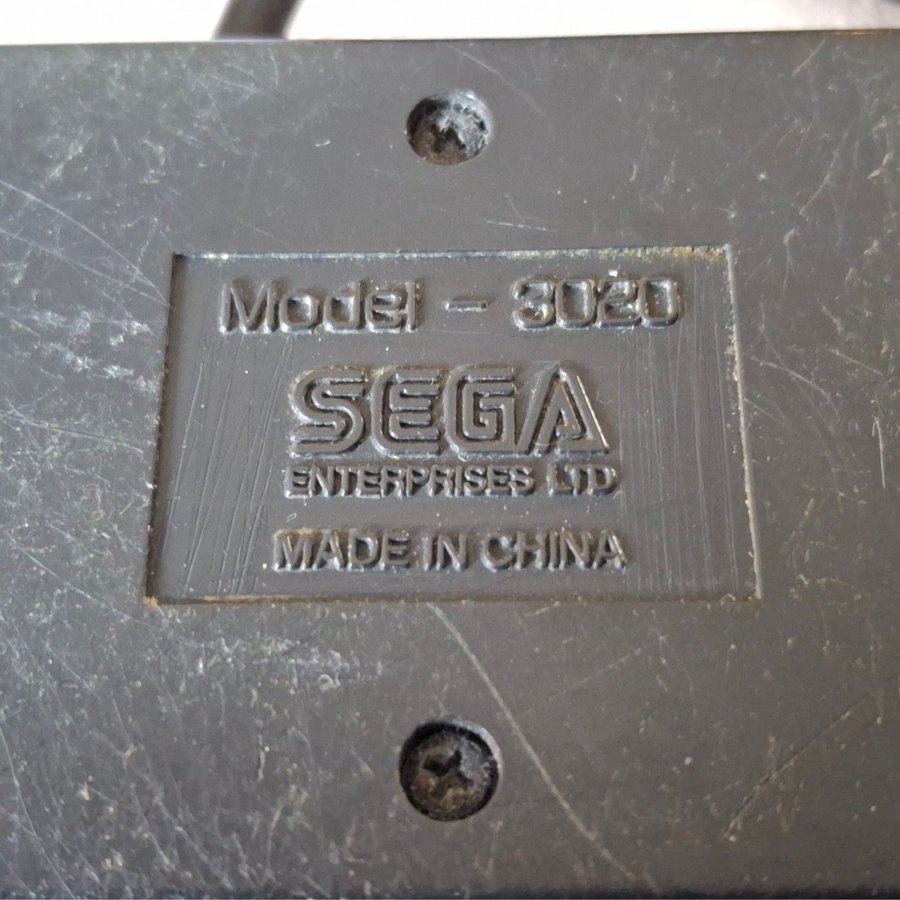 Model - 3020
SEGA
ENTERPRISES LTD
MADE IN CHINA